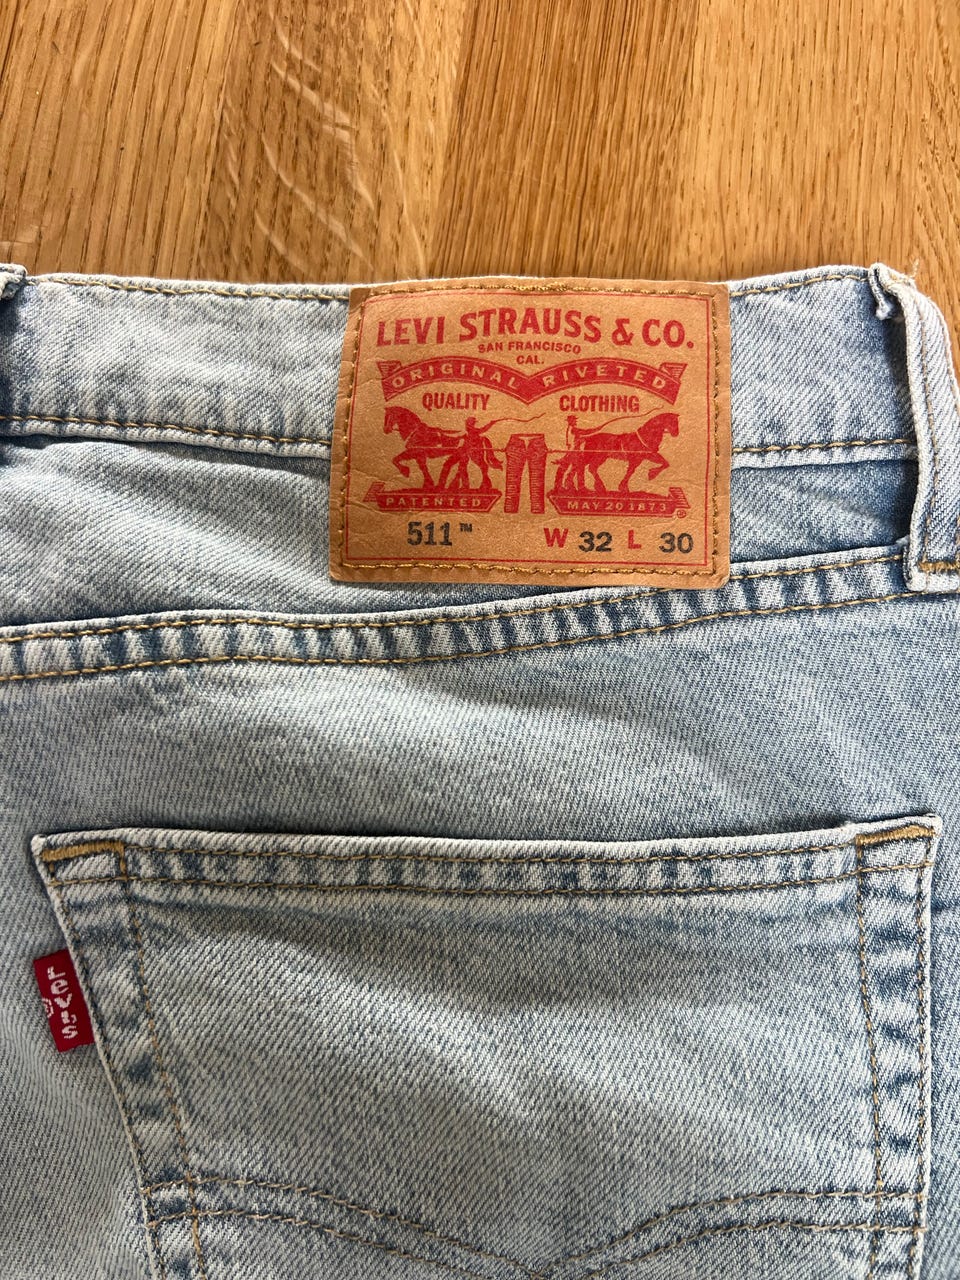 LEVI STRAUSS & CO.
SAN FRANCISCO
CAL.
ORIGINAL RIVETED
QUALITY CLOTHING
PATENTED MAY 20 1873 ®
511™ W 32 L 30
LEVI'S
®